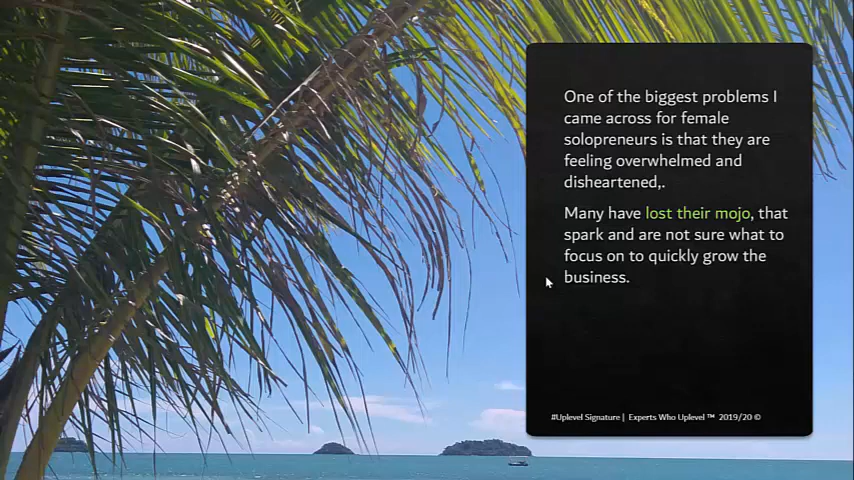 One of the biggest problems I
came across for female
solopreneurs is that they are
feeling overwhelmed and
disheartened,.
Many have lost their mojo, that
spark and are not sure what to
focus on to quickly grow the
business.
#Uplevel Signature | Experts Who Uplevel ™ 2019/20 ©